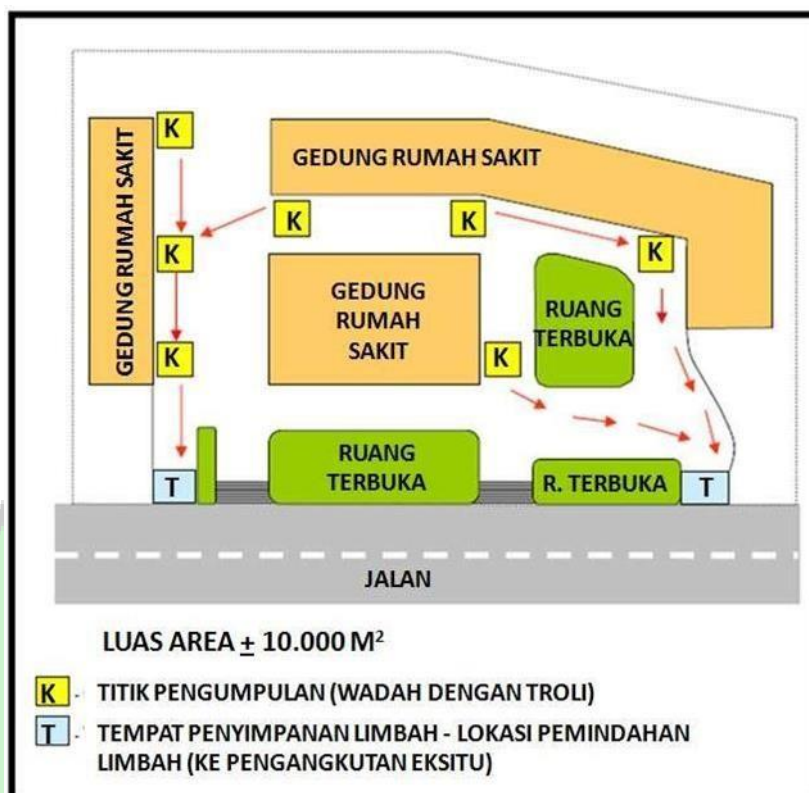 GEDUNG RUMAH SAKIT
K
GEDUNG RUMAH SAKIT
K
K
K
K
GEDUNG
RUMAH
SAKIT
RUANG
TERBUKA
K
K
RUANG
TERBUKA
R. TERBUKA
T
T
JALAN
LUAS AREA ± 10.000 M²
K - TITIK PENGUMPULAN (WADAH DENGAN TROLI)
T - TEMPAT PENYIMPANAN LIMBAH - LOKASI PEMINDAHAN
LIMBAH (KE PENGANGKUTAN EKSITU)